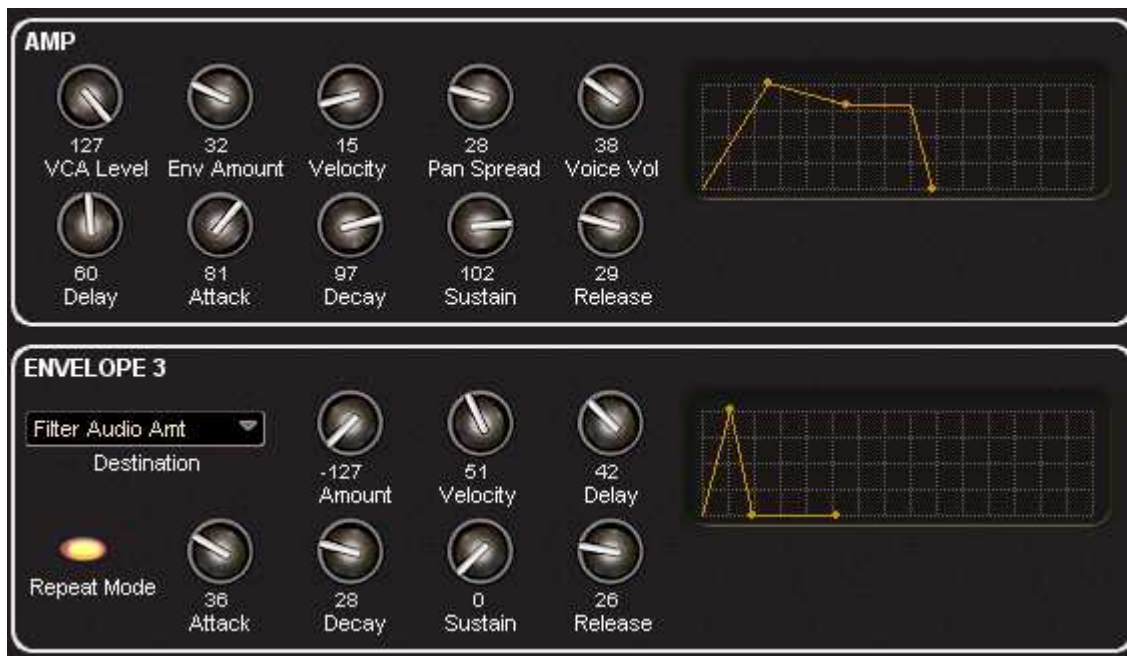 AMP
127 32 15 28 38
VCA Level Env Amount Velocity Pan Spread Voice Vol
60 81 97 102 29
Delay Attack Decay Sustain Release
ENVELOPE 3
Filter Audio Amt
Destination
-127 51 42
Amount Velocity Delay
Repeat Mode
36 28 0 26
Attack Decay Sustain Release